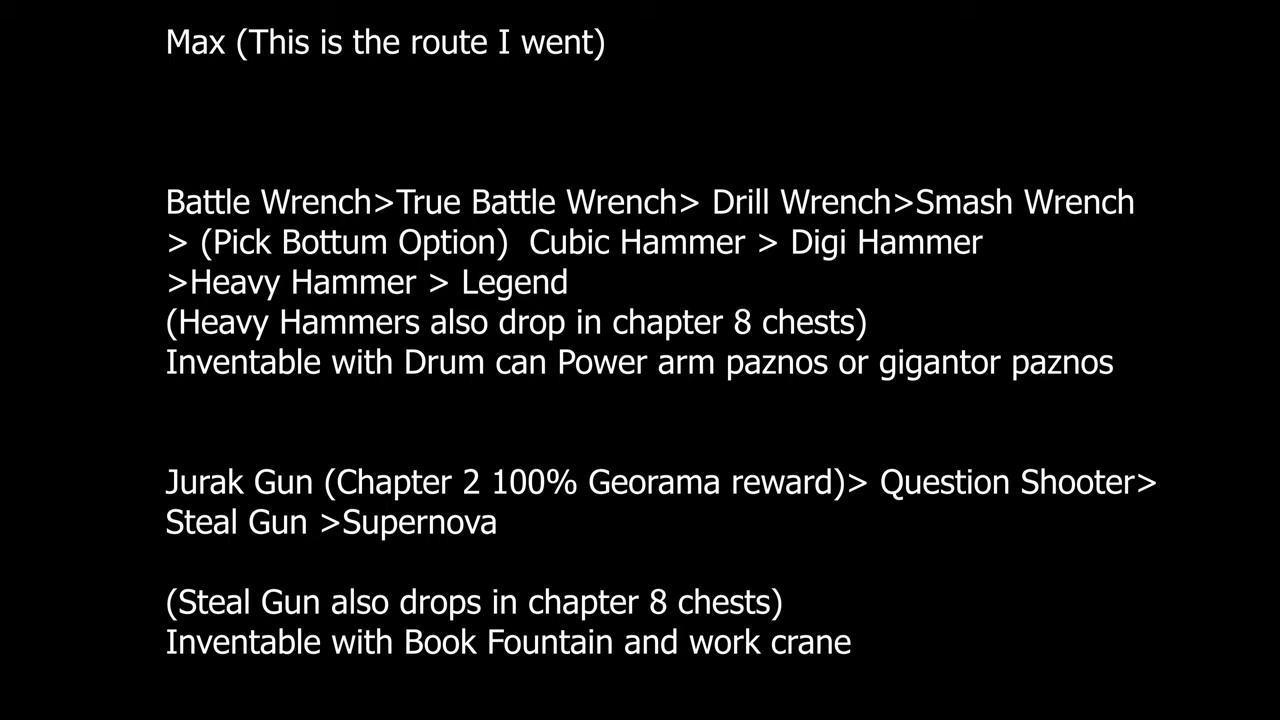 Max (This is the route I went)
Battle Wrench>True Battle Wrench> Drill Wrench>Smash Wrench
> (Pick Bottum Option)  Cubic Hammer > Digi Hammer
>Heavy Hammer > Legend
(Heavy Hammers also drop in chapter 8 chests)
Inventable with Drum can Power arm paznos or gigantor paznos
Jurak Gun (Chapter 2 100% Georama reward)> Question Shooter>
Steal Gun >Supernova
(Steal Gun also drops in chapter 8 chests)
Inventable with Book Fountain and work crane